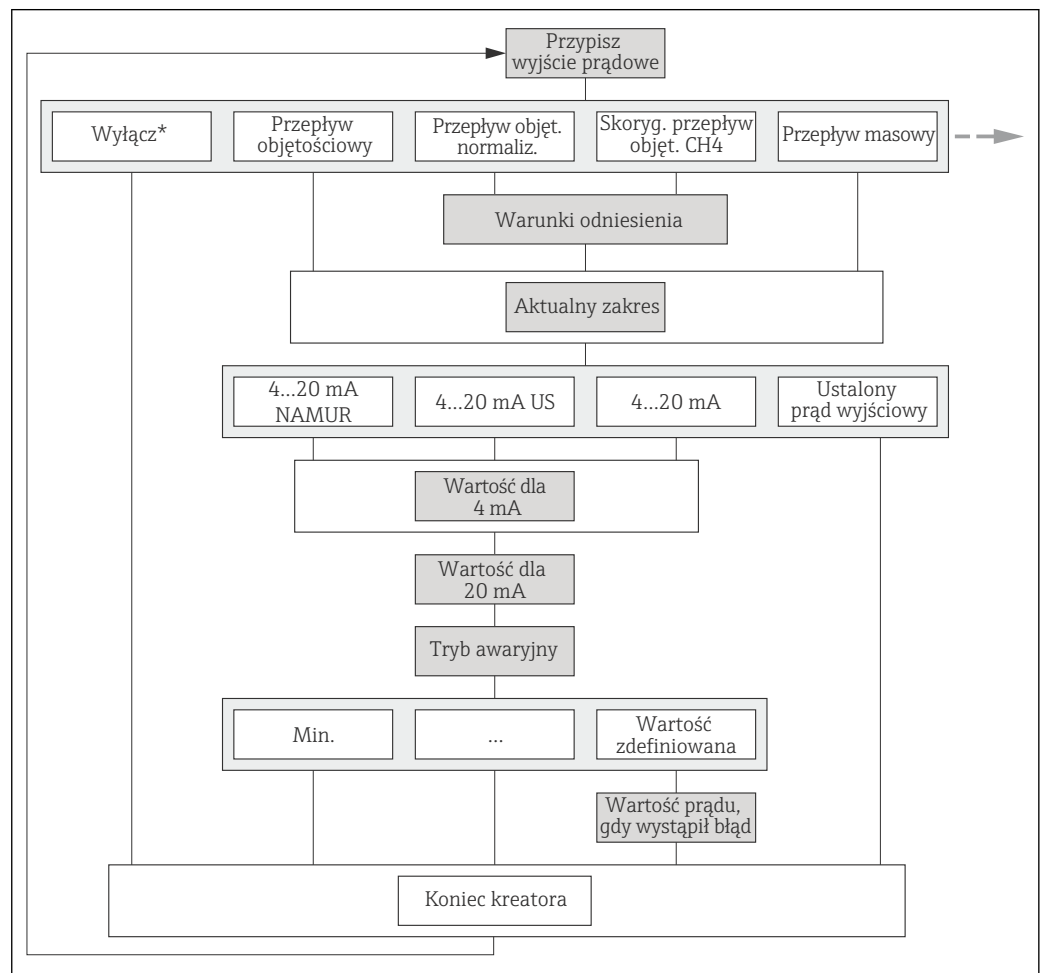 Przypisz
wyjście prądowe
Wyłącz*
Przepływ
objętościowy
Przepływ objęt.
normaliz.
Skoryg. przepływ
objęt. CH4
Przepływ masowy
Warunki odniesienia
Aktualny zakres
4...20 mA
NAMUR
4...20 mA US
4...20 mA
Ustalony
prąd wyjściowy
Wartość dla
4 mA
Wartość dla
20 mA
Tryb awaryjny
Min.
...
Wartość
zdefiniowana
Wartość prądu,
gdy wystąpił błąd
Koniec kreatora